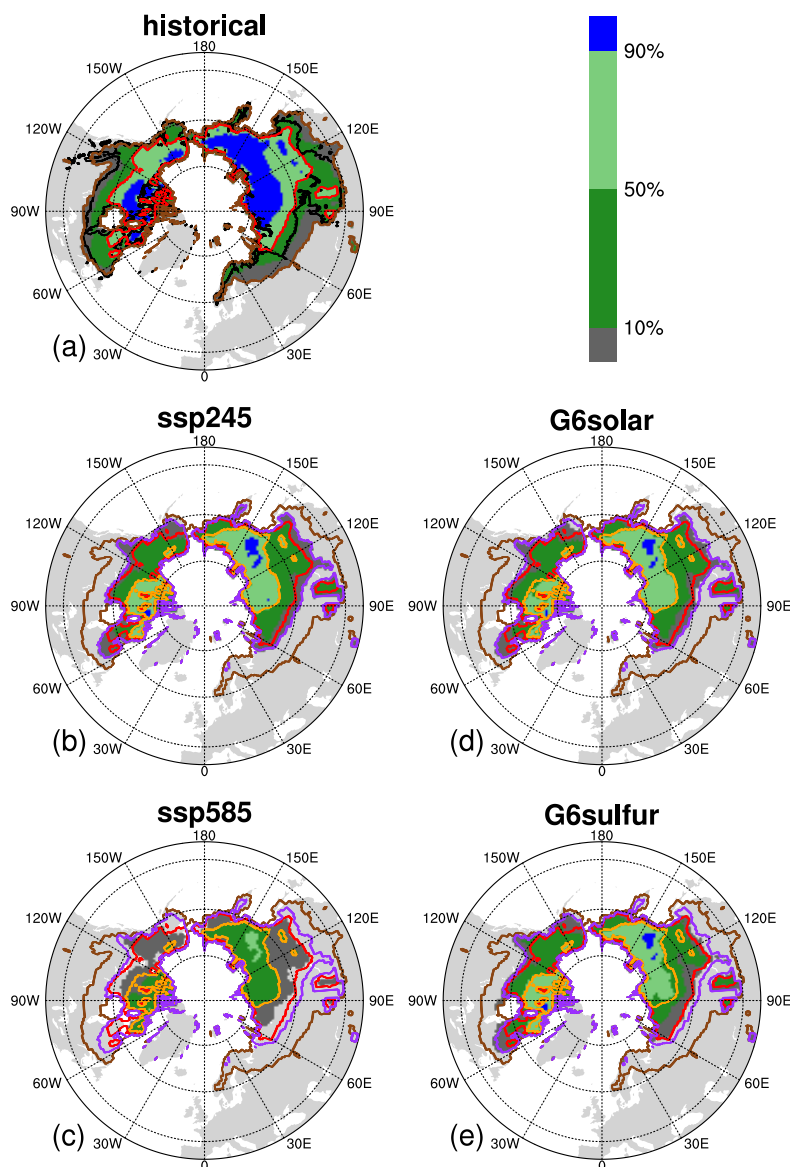 historical
180
150W
150E
120W
120E
90W
90E
60W
60E
30W
30E
0
(a)
90%
50%
10%
ssp245
180
150W
150E
120W
120E
90W
90E
60W
60E
30W
30E
0
(b)
G6solar
180
150W
150E
120W
120E
90W
90E
60W
60E
30W
30E
0
(d)
ssp585
180
150W
150E
120W
120E
90W
90E
60W
60E
30W
30E
0
(c)
G6sulfur
180
150W
150E
120W
120E
90W
90E
60W
60E
30W
30E
0
(e)